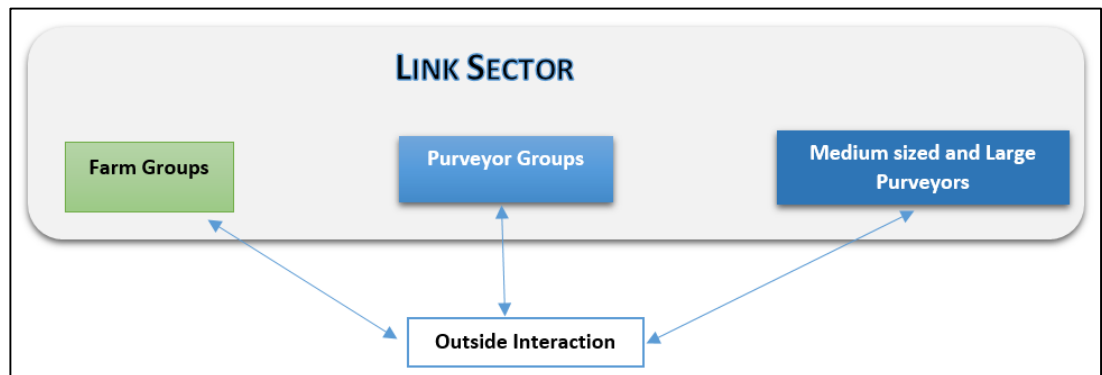 LINK SECTOR
Farm Groups
Purveyor Groups
Medium sized and Large
Purveyors
Outside Interaction